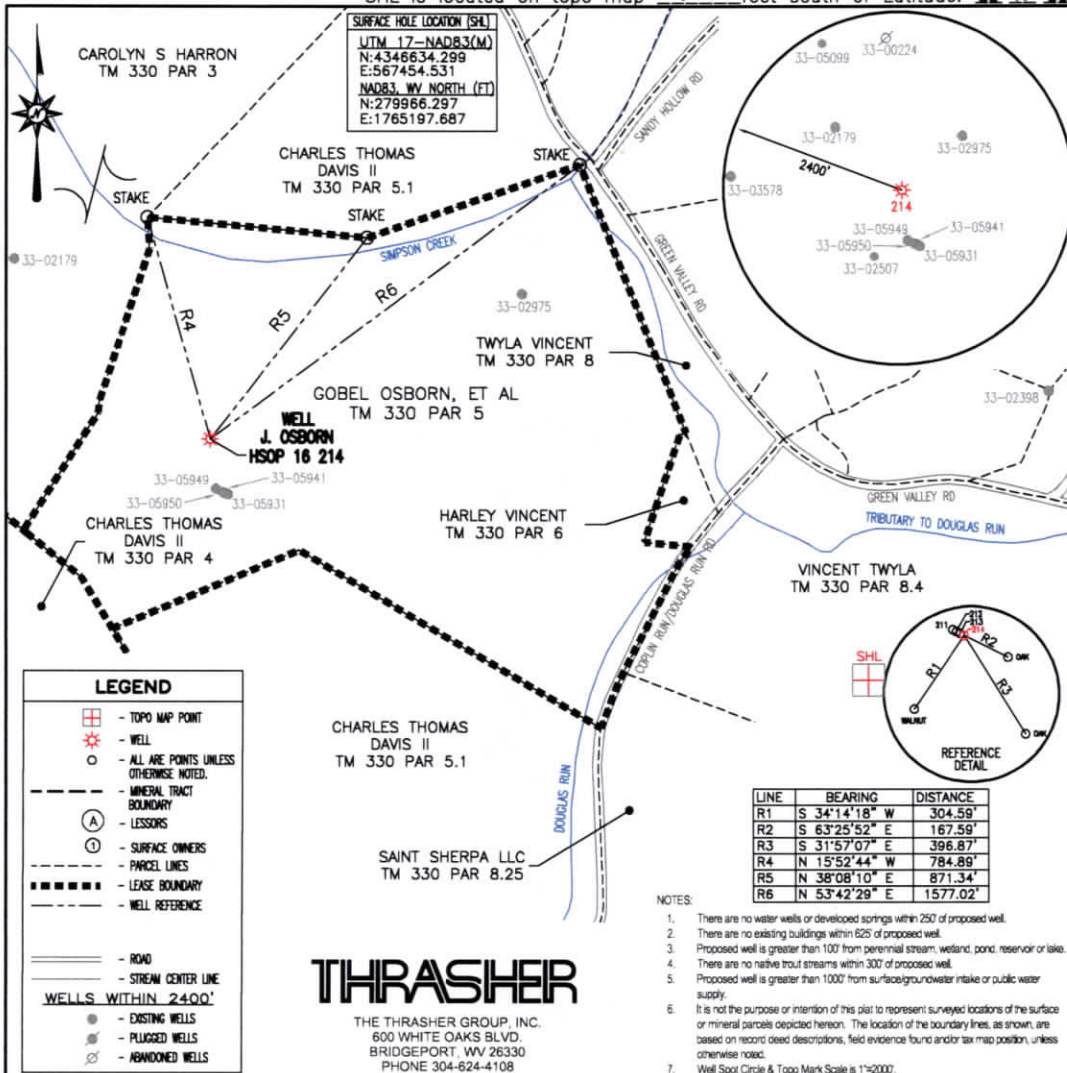 SHL is located on topo map ______ feet south of Latitude:
SURFACE HOLE LOCATION (SHL)
UTM 17-NAD83(M)
N:4346634.299
E:567454.531
NAD83, WV NORTH (FT)
N:279966.297
E:1765197.687
CAROLYN S HARRON
TM 330 PAR 3
N
CHARLES THOMAS
DAVIS II
TM 330 PAR 5.1
STAKE
STAKE
STAKE
SANDY HOLLOW RD
SIMPSON CREEK
GREEN VALLEY RD
33-02179
R4
R5
R6
33-02975
TWYLA VINCENT
TM 330 PAR 8
GOBEL OSBORN, ET AL
TM 330 PAR 5
WELL
J. OSBORN
HSOP 16 214
33-05949
33-05941
33-05950
33-05931
CHARLES THOMAS
DAVIS II
TM 330 PAR 4
HARLEY VINCENT
TM 330 PAR 6
33-05099
33-00224
33-02179
33-02975
2400'
33-03578
214
33-05949
33-05941
33-05950
33-05931
33-02507
33-02398
GREEN VALLEY RD
TRIBUTARY TO DOUGLAS RUN
COPLIN RUN/DOUGLAS RUN RD
VINCENT TWYLA
TM 330 PAR 8.4
CHARLES THOMAS
DAVIS II
TM 330 PAR 5.1
DOUGLAS RUN
SAINT SHERPA LLC
TM 330 PAR 8.25
SHL
212
211
213
214
R2
OAK
R1
R3
WALNUT
OAK
REFERENCE
DETAIL
LEGEND
- TOPO MAP POINT
- WELL
- ALL ARE POINTS UNLESS
OTHERWISE NOTED.
- MINERAL TRACT
BOUNDARY
A - LESSORS
1 - SURFACE OWNERS
- PARCEL LINES
- LEASE BOUNDARY
- WELL REFERENCE
- ROAD
- STREAM CENTER LINE
WELLS WITHIN 2400'
- EXISTING WELLS
- PLUGGED WELLS
- ABANDONED WELLS
LINE BEARING DISTANCE
R1 S 34°14'18" W 304.59'
R2 S 63°25'52" E 167.59'
R3 S 31°57'07" E 396.87'
R4 N 15°52'44" W 784.89'
R5 N 38°08'10" E 871.34'
R6 N 53°42'29" E 1577.02'
THRASHER
THE THRASHER GROUP, INC.
600 WHITE OAKS BLVD.
BRIDGEPORT, WV 26330
PHONE 304-624-4108
NOTES:
1. There are no water wells or developed springs within 250' of proposed well.
2. There are no existing buildings within 625' of proposed well.
3. Proposed well is greater than 100' from perennial stream, wetland, pond, reservoir or lake.
4. There are no native trout streams within 300' of proposed well.
5. Proposed well is greater than 1000' from surface/groundwater intake or public water
supply.
6. It is not the purpose or intention of this plat to represent surveyed locations of the surface
or mineral parcels depicted hereon. The location of the boundary lines, as shown, are
based on record deed descriptions, field evidence found and/or tax map position, unless
otherwise noted.
7. Well Spot Circle & Topo Mark Scale is 1"=2000'.